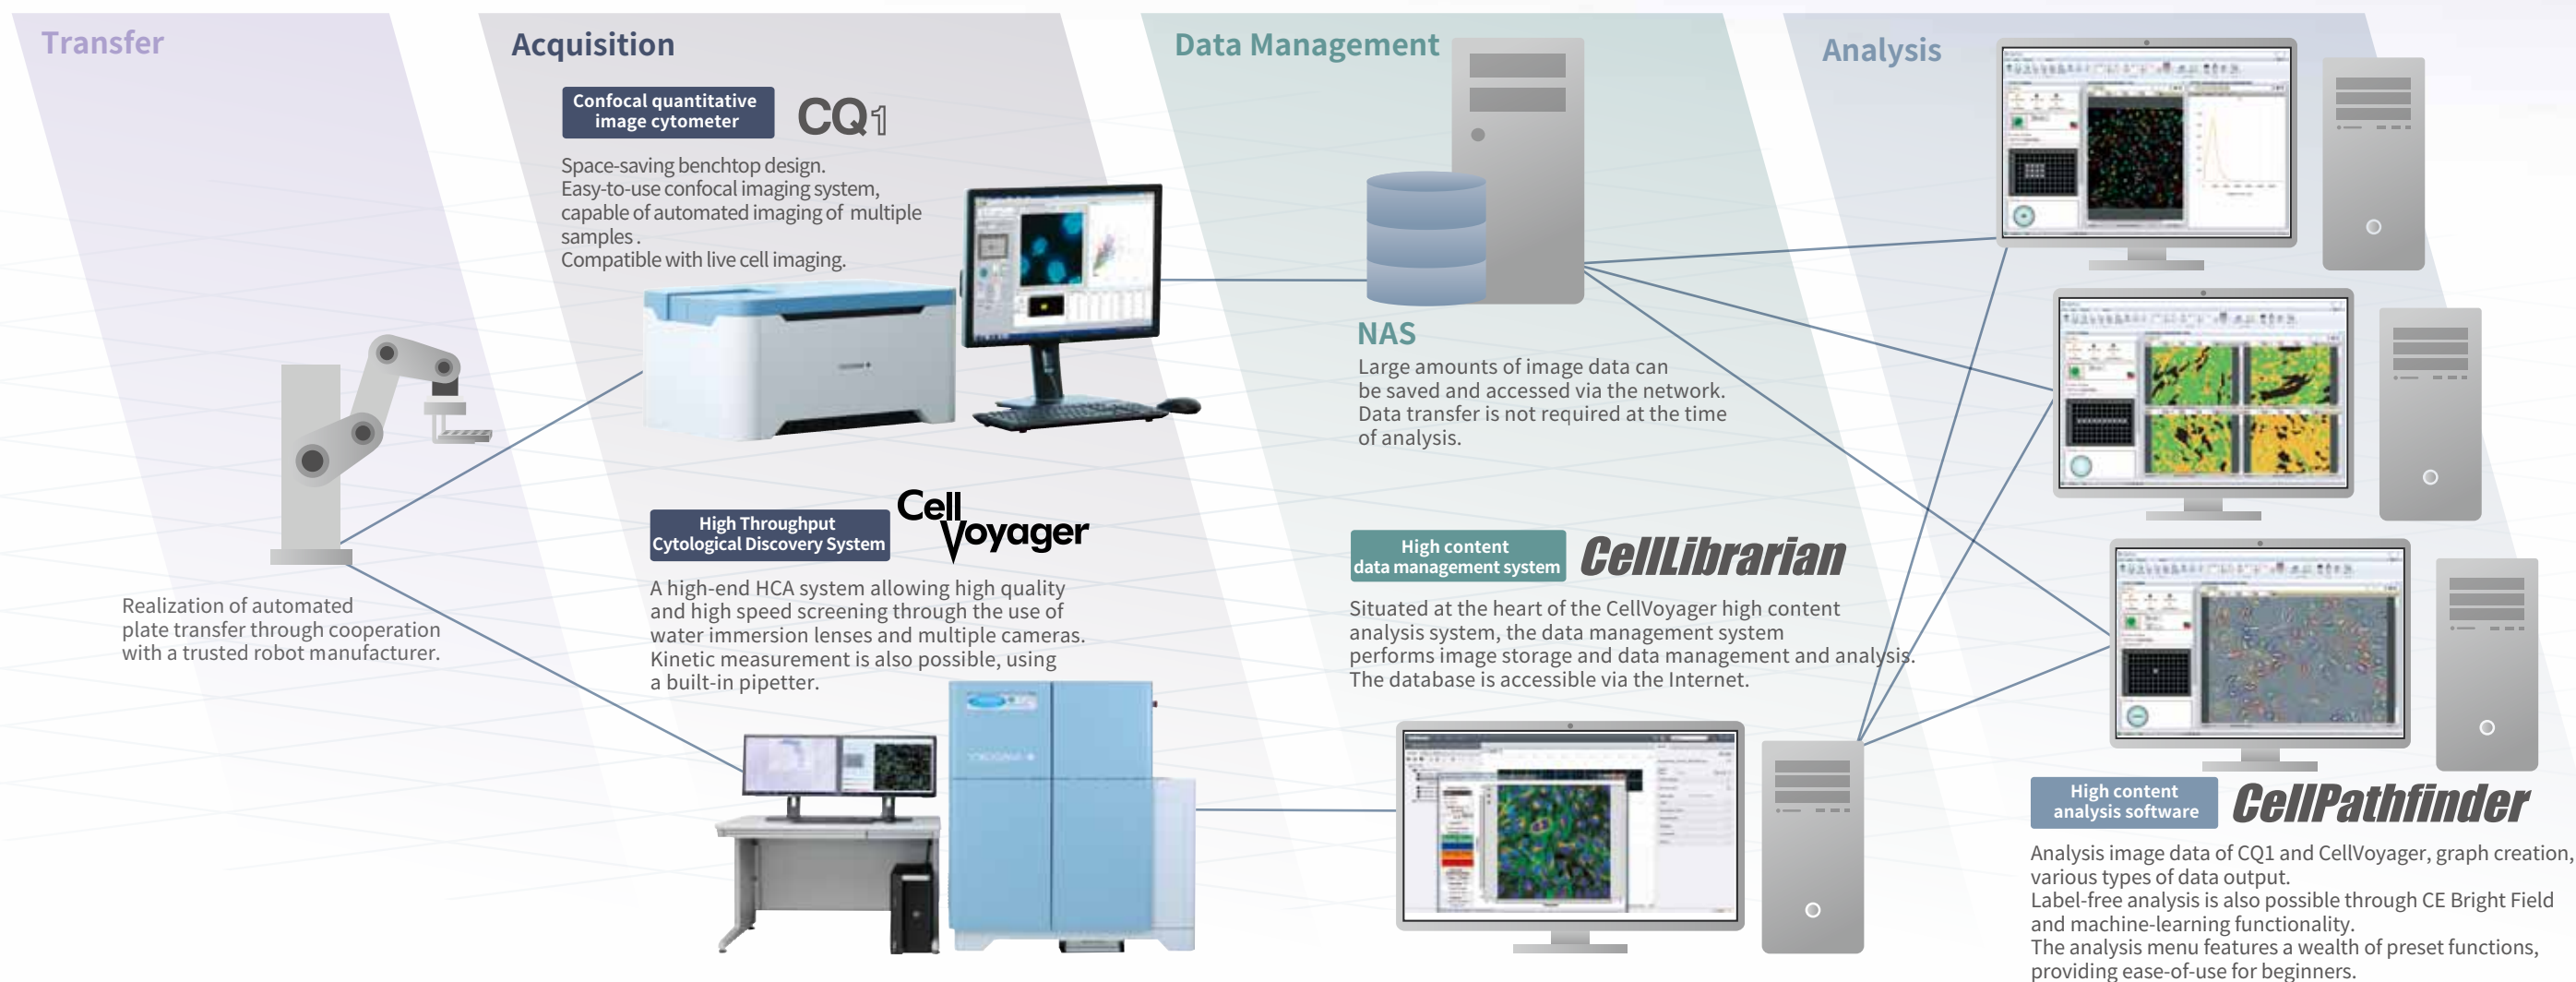 Transfer
Realization of automated
plate transfer through cooperation
with a trusted robot manufacturer.
Acquisition
Confocal quantitative
image cytometer
CQ1
Space-saving benchtop design.
Easy-to-use confocal imaging system,
capable of automated imaging of multiple
samples .
Compatible with live cell imaging.
High Throughput
Cytological Discovery System
Cell
Voyager
A high-end HCA system allowing high quality
and high speed screening through the use of
water immersion lenses and multiple cameras.
Kinetic measurement is also possible, using
a built-in pipetter.
Data Management
NAS
Large amounts of image data can
be saved and accessed via the network.
Data transfer is not required at the time
of analysis.
High content
data management system
CellLibrarian
Situated at the heart of the CellVoyager high content
analysis system, the data management system
performs image storage and data management and analysis.
The database is accessible via the Internet.
Analysis
High content
analysis software
CellPathfinder
Analysis image data of CQ1 and CellVoyager, graph creation,
various types of data output.
Label-free analysis is also possible through CE Bright Field
and machine-learning functionality.
The analysis menu features a wealth of preset functions,
providing ease-of-use for beginners.